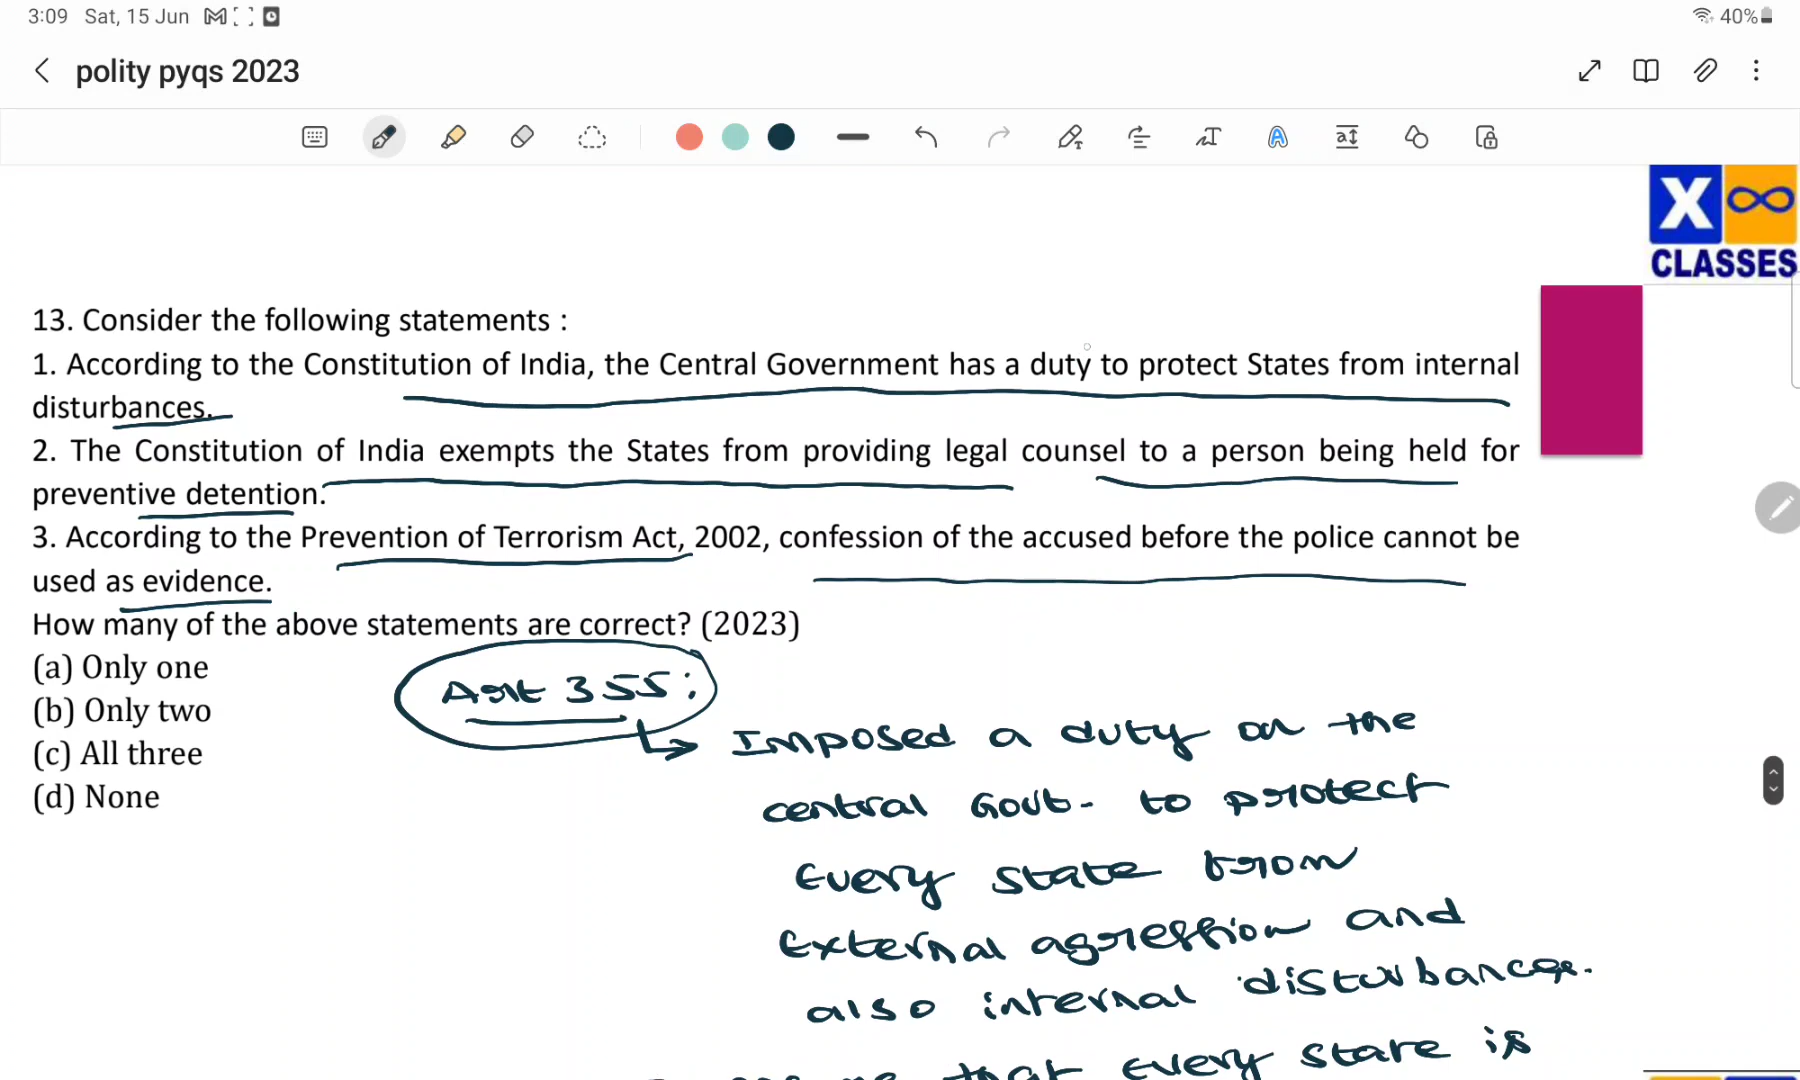 3:09 Sat, 15 Jun 40%
polity pyqs 2023
X
CLASSES
13. Consider the following statements :
1. According to the Constitution of India, the Central Government has a duty to protect States from internal
disturbances.
2. The Constitution of India exempts the States from providing legal counsel to a person being held for
preventive detention.
3. According to the Prevention of Terrorism Act, 2002, confession of the accused before the police cannot be
used as evidence.
How many of the above statements are correct? (2023)
(a) Only one
(b) Only two
(c) All three
(d) None
Art 355:
Imposed a duty on the
central Govt. to protect
Every state from
External agression and
also internal disturbances.
that every state is